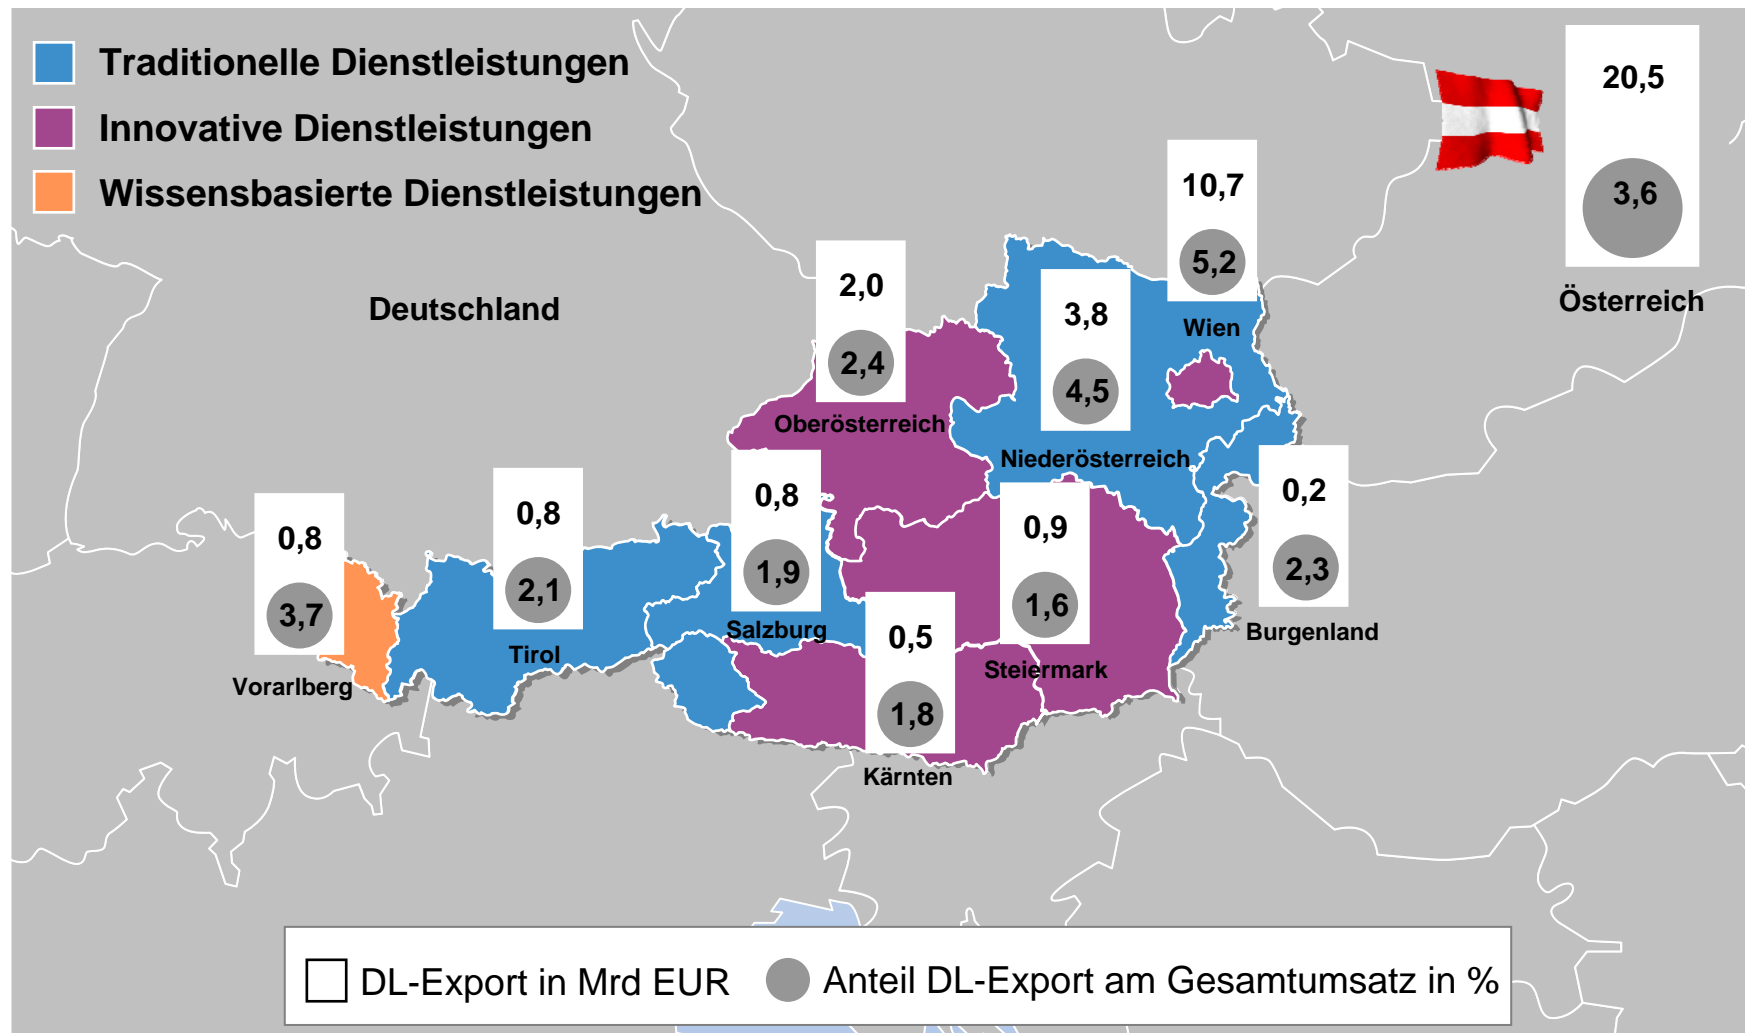 Traditionelle Dienstleistungen
Innovative Dienstleistungen
Wissensbasierte Dienstleistungen
20,5
3,6
Österreich
Deutschland
10,7
5,2
Wien
2,0
2,4
Oberösterreich
3,8
4,5
Niederösterreich
0,2
2,3
Burgenland
0,8
3,7
Vorarlberg
0,8
2,1
Tirol
0,8
1,9
Salzburg
0,9
1,6
Steiermark
0,5
1,8
Kärnten
DL-Export in Mrd EUR
Anteil DL-Export am Gesamtumsatz in %